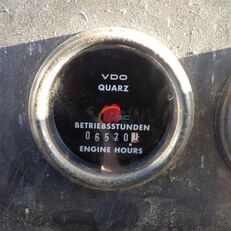 VDO
QUARZ
BETRIEBSSTUNDEN
06520
ENGINE HOURS